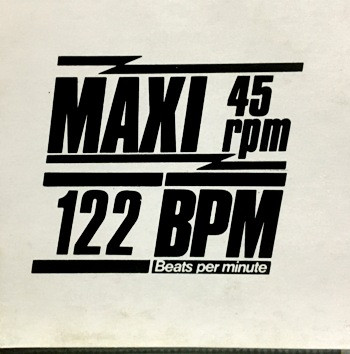 MAXI 45
rpm
122 BPM
Beats per minute